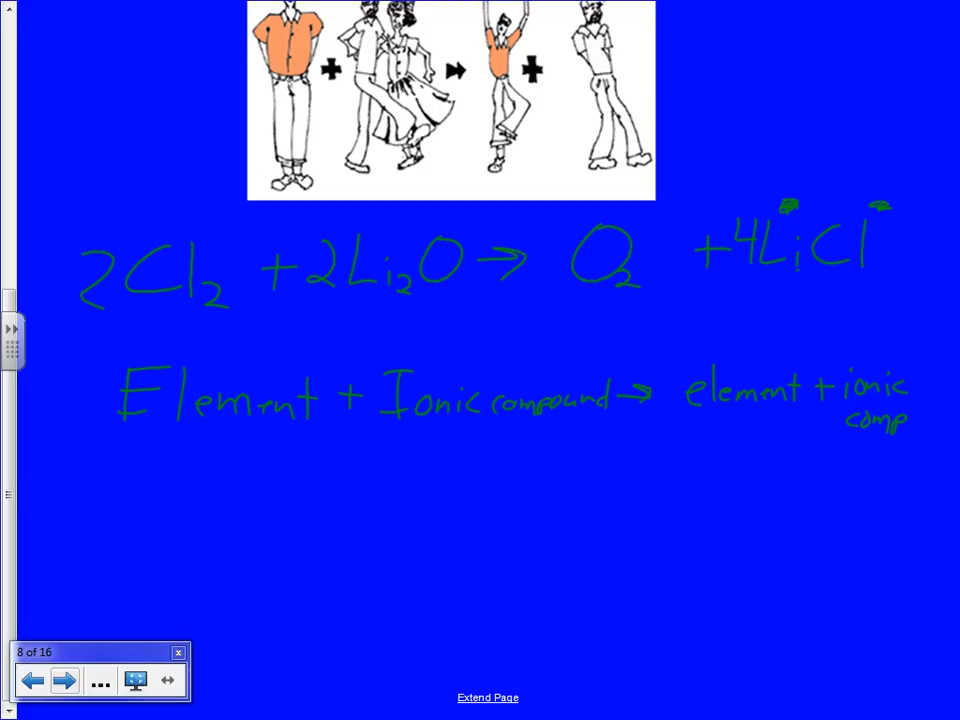 2Cl₂ + 2Li₂O → O₂ + 4LiCl
Element + Ionic compound → element + ionic
comp
8 of 16
Extend Page